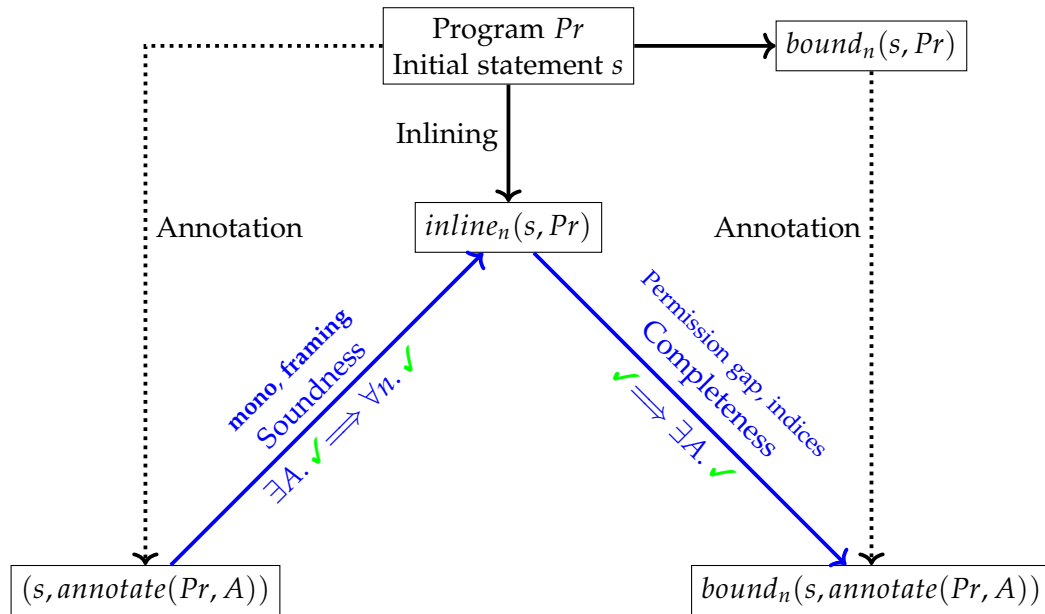 Program Pr
Initial statement s
bound_n(s, Pr)
Inlining
Annotation
inline_n(s, Pr)
Annotation
mono, framing
Soundness
∃A. ✓ ⟹ ∀n. ✓
Permission gap, indices
Completeness
✓ ⟹ ∃A. ✓
(s, annotate(Pr, A))
bound_n(s, annotate(Pr, A))